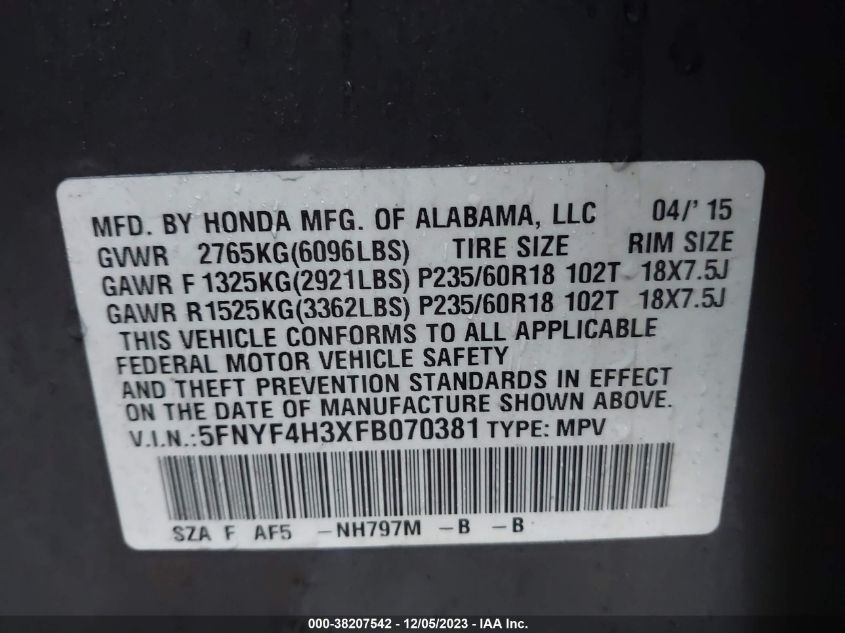 MFD. BY HONDA MFG. OF ALABAMA, LLC 04/' 15
GVWR 2765KG(6096LBS) TIRE SIZE RIM SIZE
GAWR F 1325KG(2921LBS) P235/60R18 102T 18X7.5J
GAWR R1525KG(3362LBS) P235/60R18 102T 18X7.5J
THIS VEHICLE CONFORMS TO ALL APPLICABLE
FEDERAL MOTOR VEHICLE SAFETY
AND THEFT PREVENTION STANDARDS IN EFFECT
ON THE DATE OF MANUFACTURE SHOWN ABOVE.
V.I.N.:5FNYF4H3XFB070381 TYPE: MPV
SZA F AF5 -NH797M -B -B
000-38207542 - 12/05/2023 - IAAI Inc.